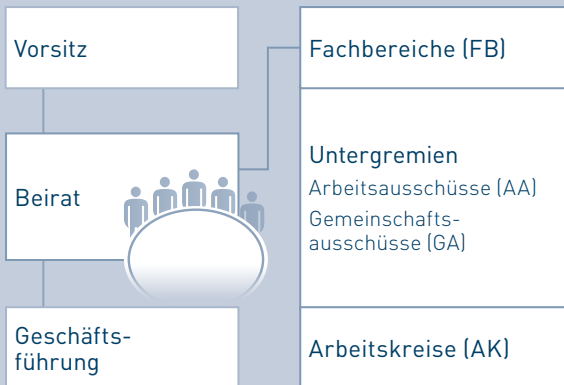 Vorsitz
Beirat
Geschäfts-
führung
Fachbereiche (FB)
Untergremien
Arbeitsausschüsse (AA)
Gemeinschafts-
ausschüsse (GA)
Arbeitskreise (AK)